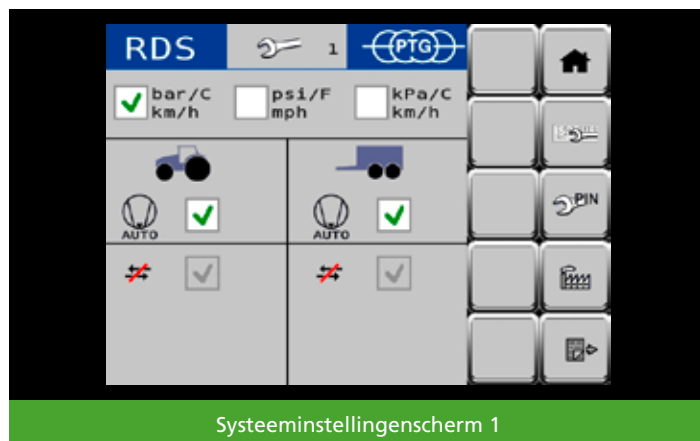 RDS 1 PTG
bar/C psi/F kPa/C
km/h mph km/h
AUTO AUTO
PIN
Systeeminstellingenscherm 1